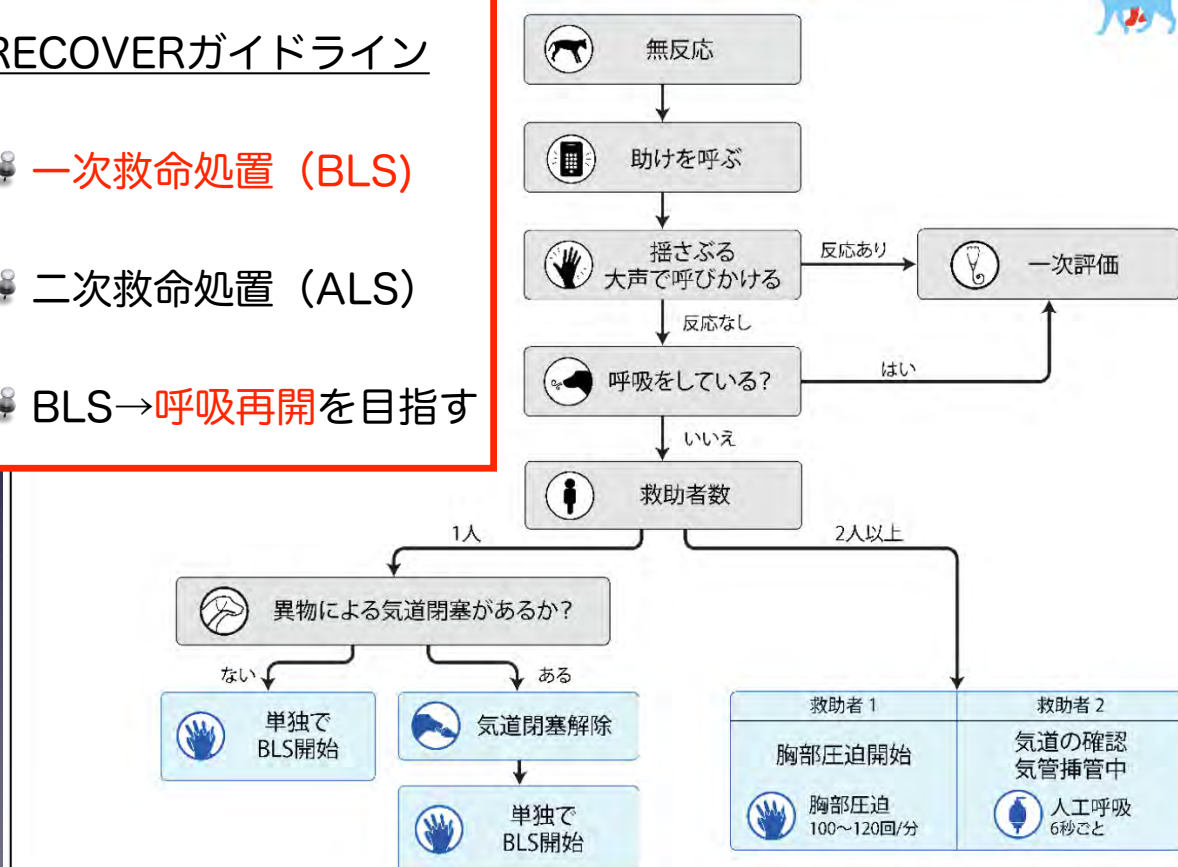 RECOVERガイドライン
一次救命処置（BLS)
二次救命処置（ALS）
BLS→呼吸再開を目指す
無反応
助けを呼ぶ
揺さぶる
大声で呼びかける
反応あり
一次評価
反応なし
呼吸をしている？
はい
いいえ
救助者数
1人
2人以上
異物による気道閉塞があるか？
ない
ある
単独で
BLS開始
気道閉塞解除
単独で
BLS開始
救助者 1
胸部圧迫開始
胸部圧迫
100〜120回/分
救助者 2
気道の確認
気管挿管中
人工呼吸
6秒ごと